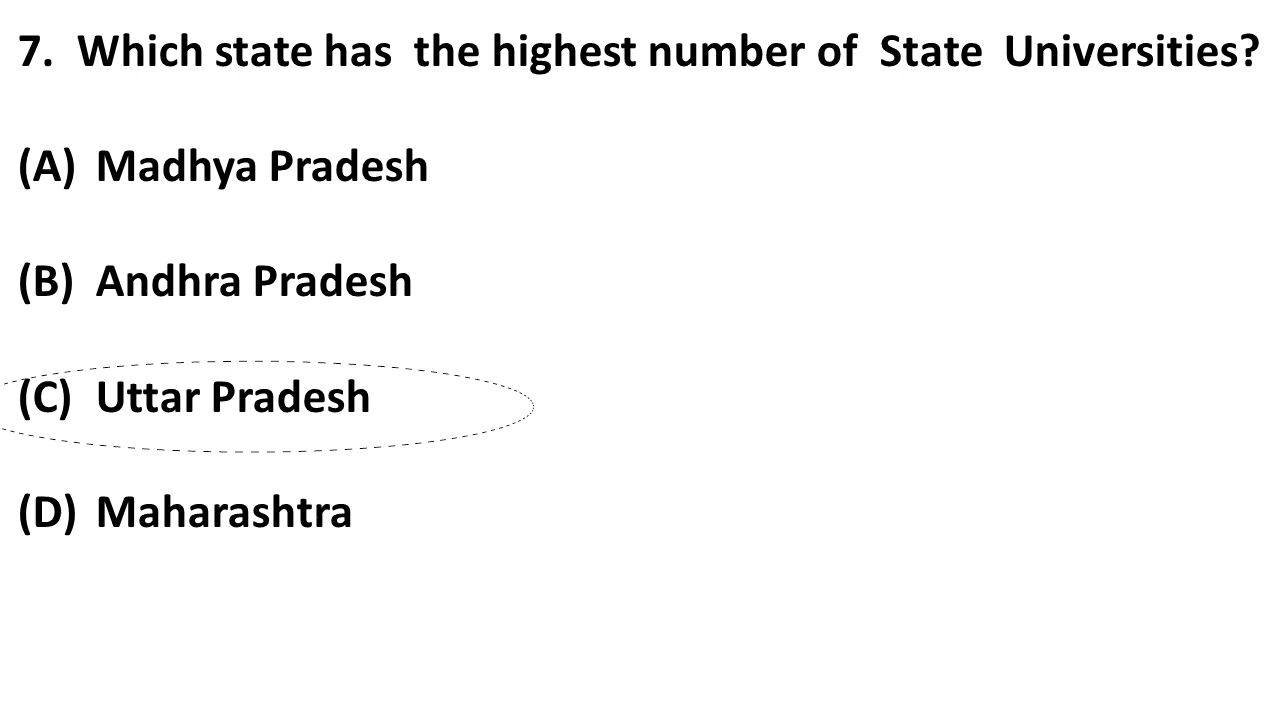 7. Which state has the highest number of State Universities?
(A) Madhya Pradesh
(B) Andhra Pradesh
(C) Uttar Pradesh
(D) Maharashtra